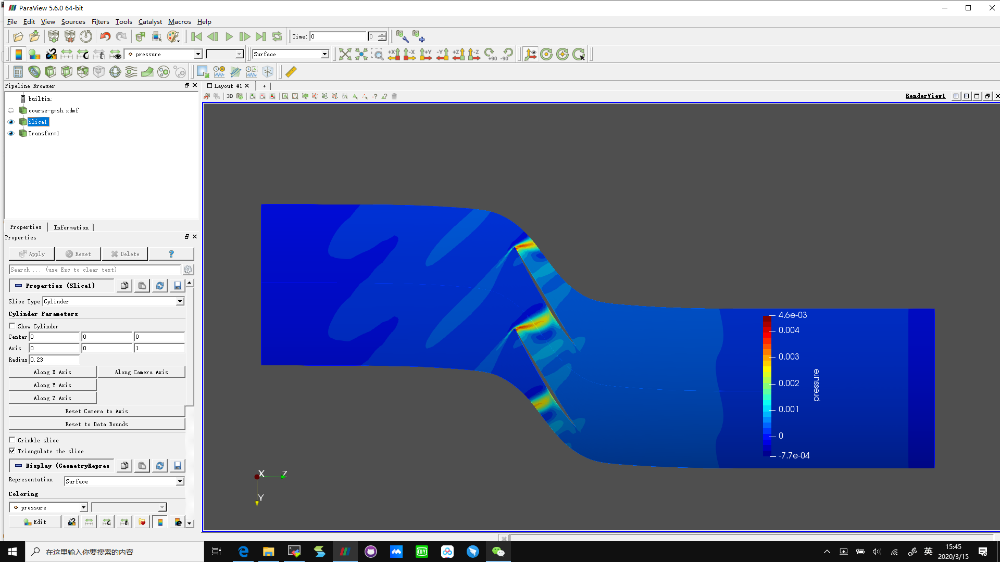 ParaView 5.6.0 64-bit
File Edit View Sources Filters Tools Catalyst Macros Help
Time: 0 0
pressure Surface +X -X +Y -Y +Z -Z +90 -90
Pipeline Browser
Layout #1 +
3D RenderView1
builtin:
coarse-gmsh.xdmf
Slice1
Transform1
Properties Information
Properties
Apply Reset Delete ?
Search ... (use Esc to clear text)
Properties (Slice1)
Slice Type Cylinder
Cylinder Parameters
Show Cylinder
Center 0 0 0
Axis 0 0 1
Radius 0.23
Along X Axis Along Camera Axis
Along Y Axis
Along Z Axis
Reset Camera to Axis
Reset to Data Bounds
Crinkle slice
Triangulate the slice
Display (GeometryRepres
Representation Surface
Coloring
pressure
Edit
4.6e-03
0.004
0.003
0.002
0.001
0
-7.7e-04
pressure
X Z
Y
在这里输入你要搜索的内容
QIY
英
15:45
2020/3/15